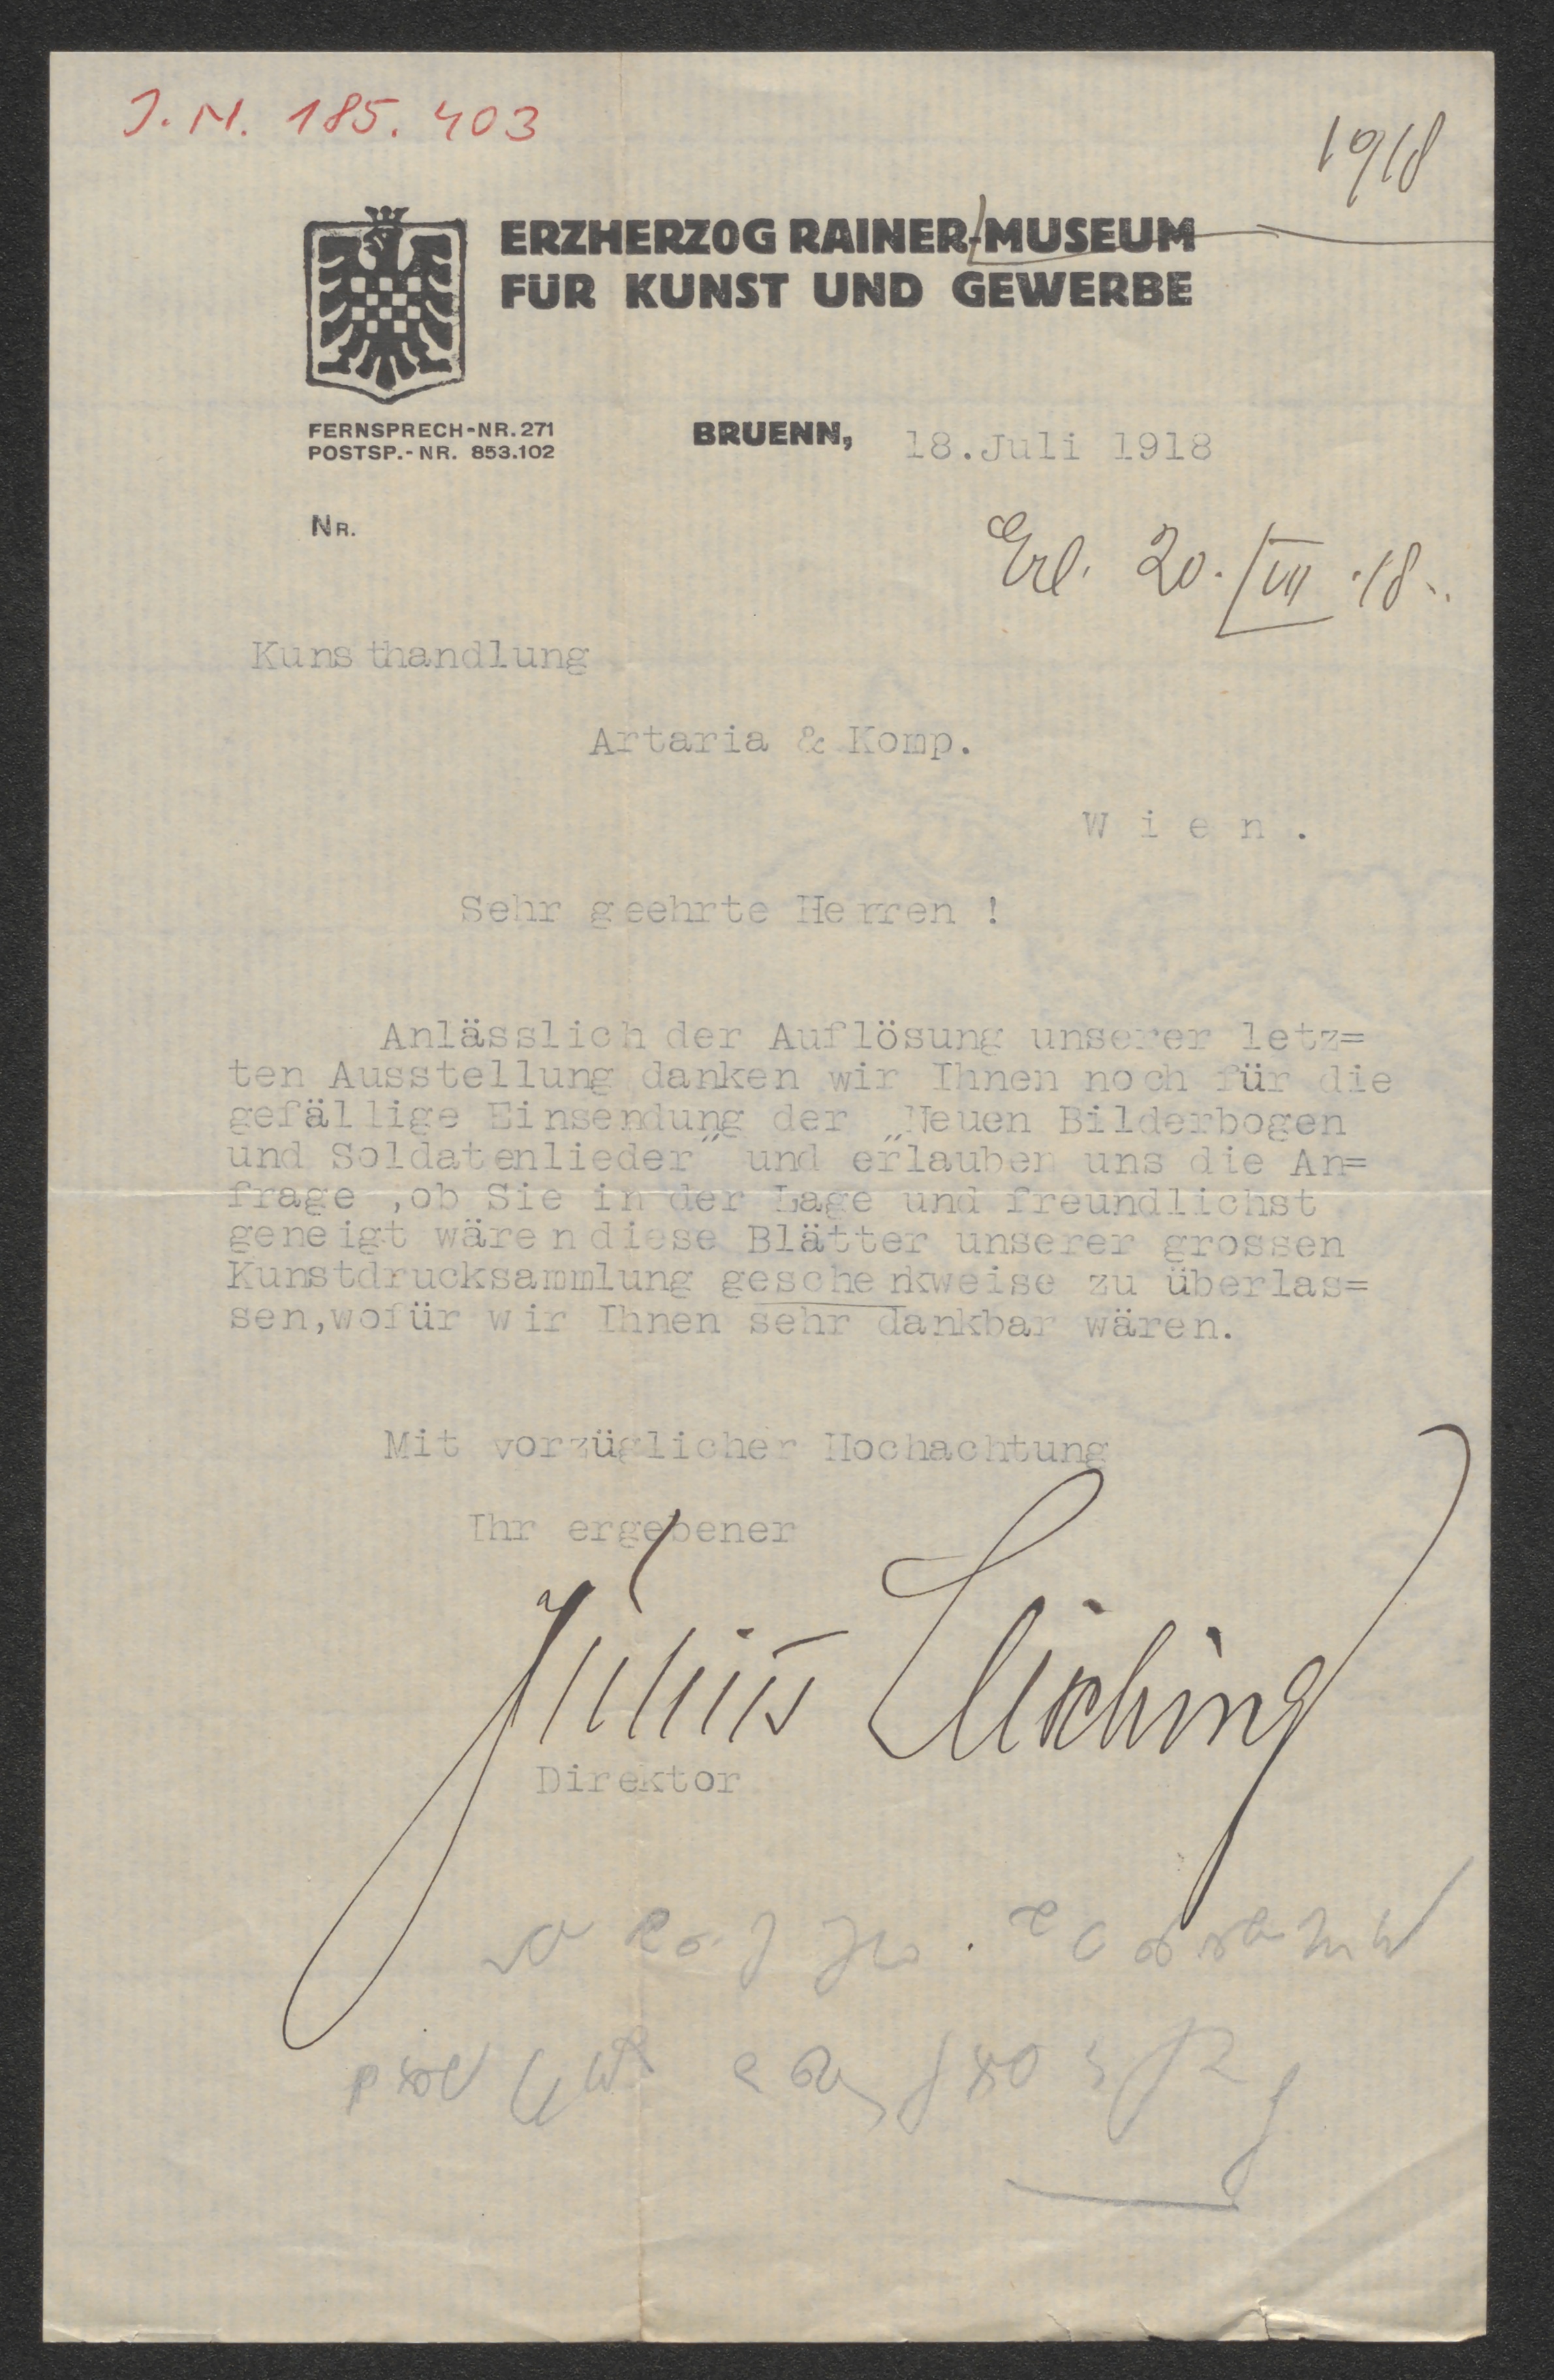 J.N. 185.403
1918
ERZHERZOG RAINER-MUSEUM
FÜR KUNST UND GEWERBE
FERNSPRECH-NR. 271
POSTSP.-NR. 853.102
BRUENN, 18.Juli 1918
NR.
Erl. 20./VII.18.
Kunsthandlung
Artaria & Komp.
W i e n .
Sehr geehrte Herren !
Anlässlich der Auflösung unserer letz=
ten Ausstellung danken wir Ihnen noch für die
gefällige Einsendung der „Neuen Bilderbogen
und Soldatenlieder" und erlauben uns die An=
frage ,ob Sie in der Lage und freundlichst
geneigt wären diese Blätter unserer grossen
Kunstdrucksammlung geschenkweise zu überlas=
sen,wofür wir Ihnen sehr dankbar wären.
Mit vorzüglicher Hochachtung
Ihr ergebener
Julius Leisching
Direktor